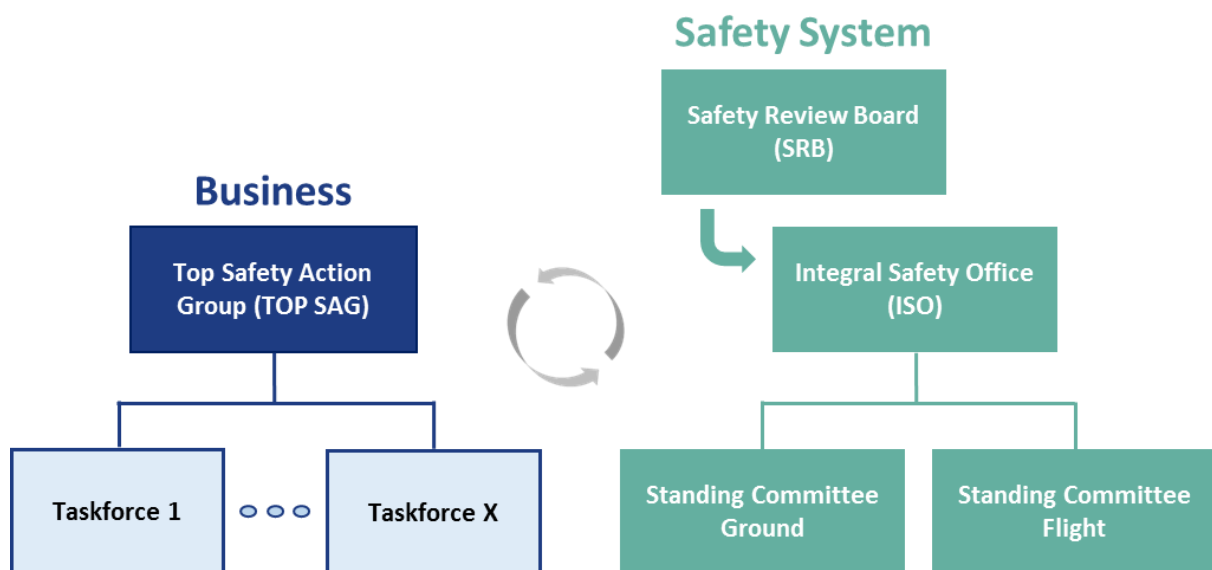 Safety System
Safety Review Board
(SRB)
Business
Top Safety Action
Group (TOP SAG)
Integral Safety Office
(ISO)
Taskforce 1
Taskforce X
Standing Committee
Ground
Standing Committee
Flight